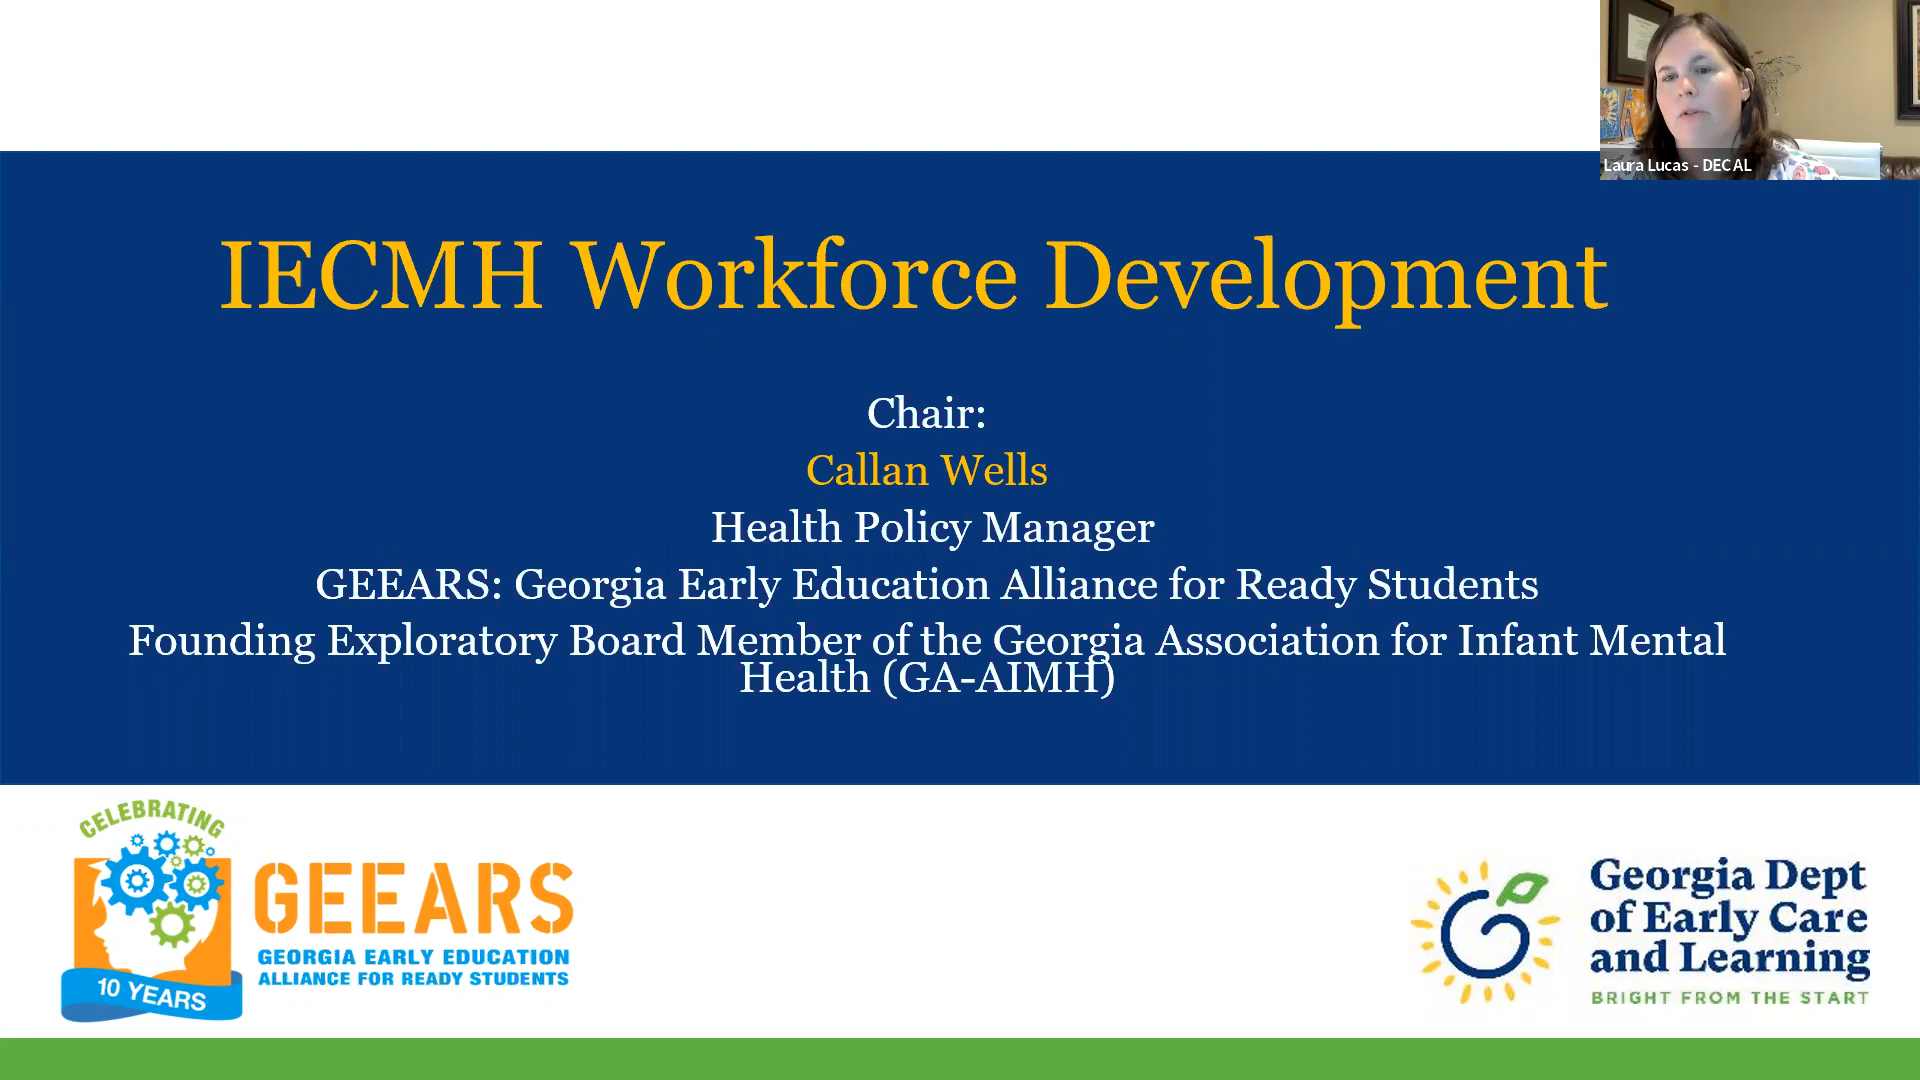 Laura Lucas - DECAL
IECMH Workforce Development
Chair:
Callan Wells
Health Policy Manager
GEEARS: Georgia Early Education Alliance for Ready Students
Founding Exploratory Board Member of the Georgia Association for Infant Mental
Health (GA-AIMH)
CELEBRATING
10 YEARS
GEEARS
GEORGIA EARLY EDUCATION
ALLIANCE FOR READY STUDENTS
Georgia Dept
of Early Care
and Learning
BRIGHT FROM THE START